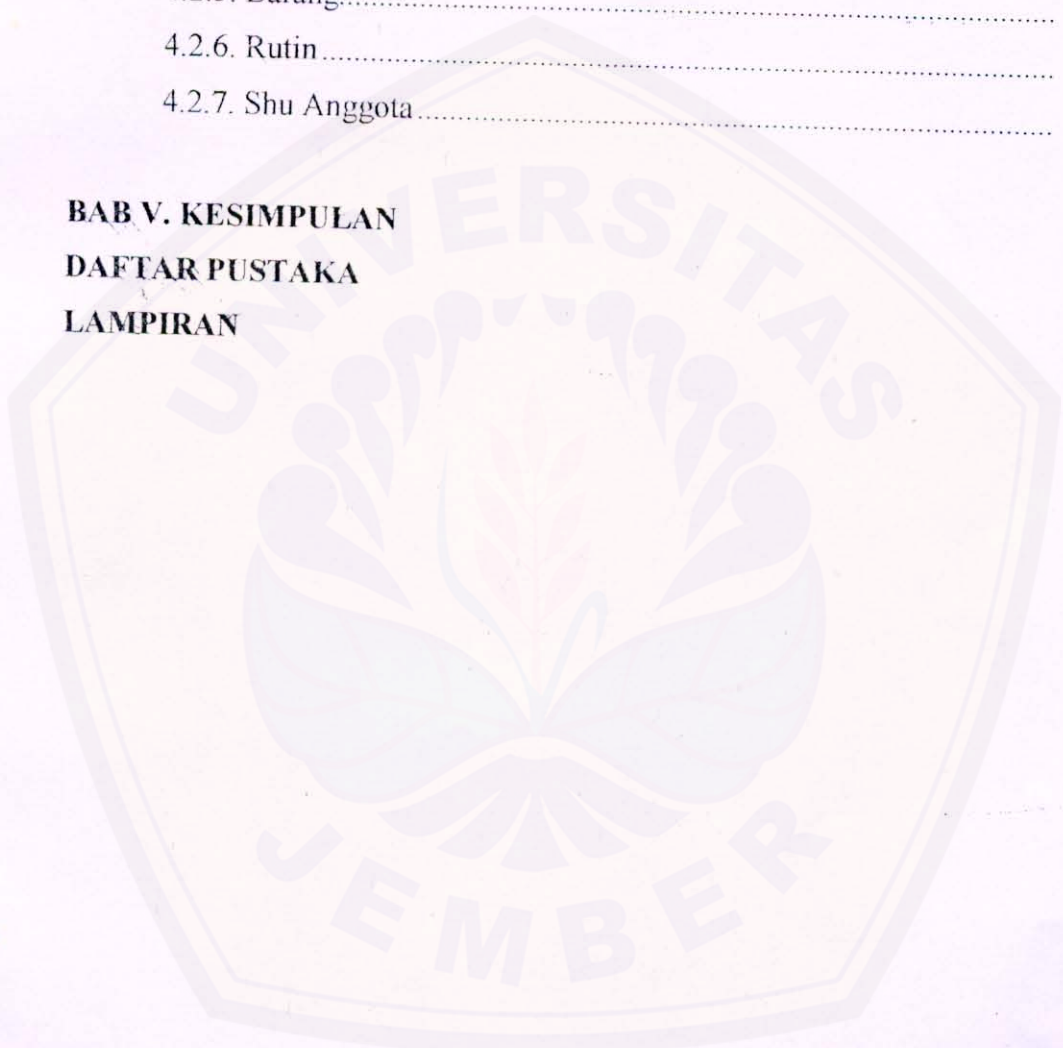 4.2.6. Rutin
4.2.7. Shu Anggota
BAB V. KESIMPULAN
DAFTAR PUSTAKA
LAMPIRAN
UNIVERSITAS
JEMBER